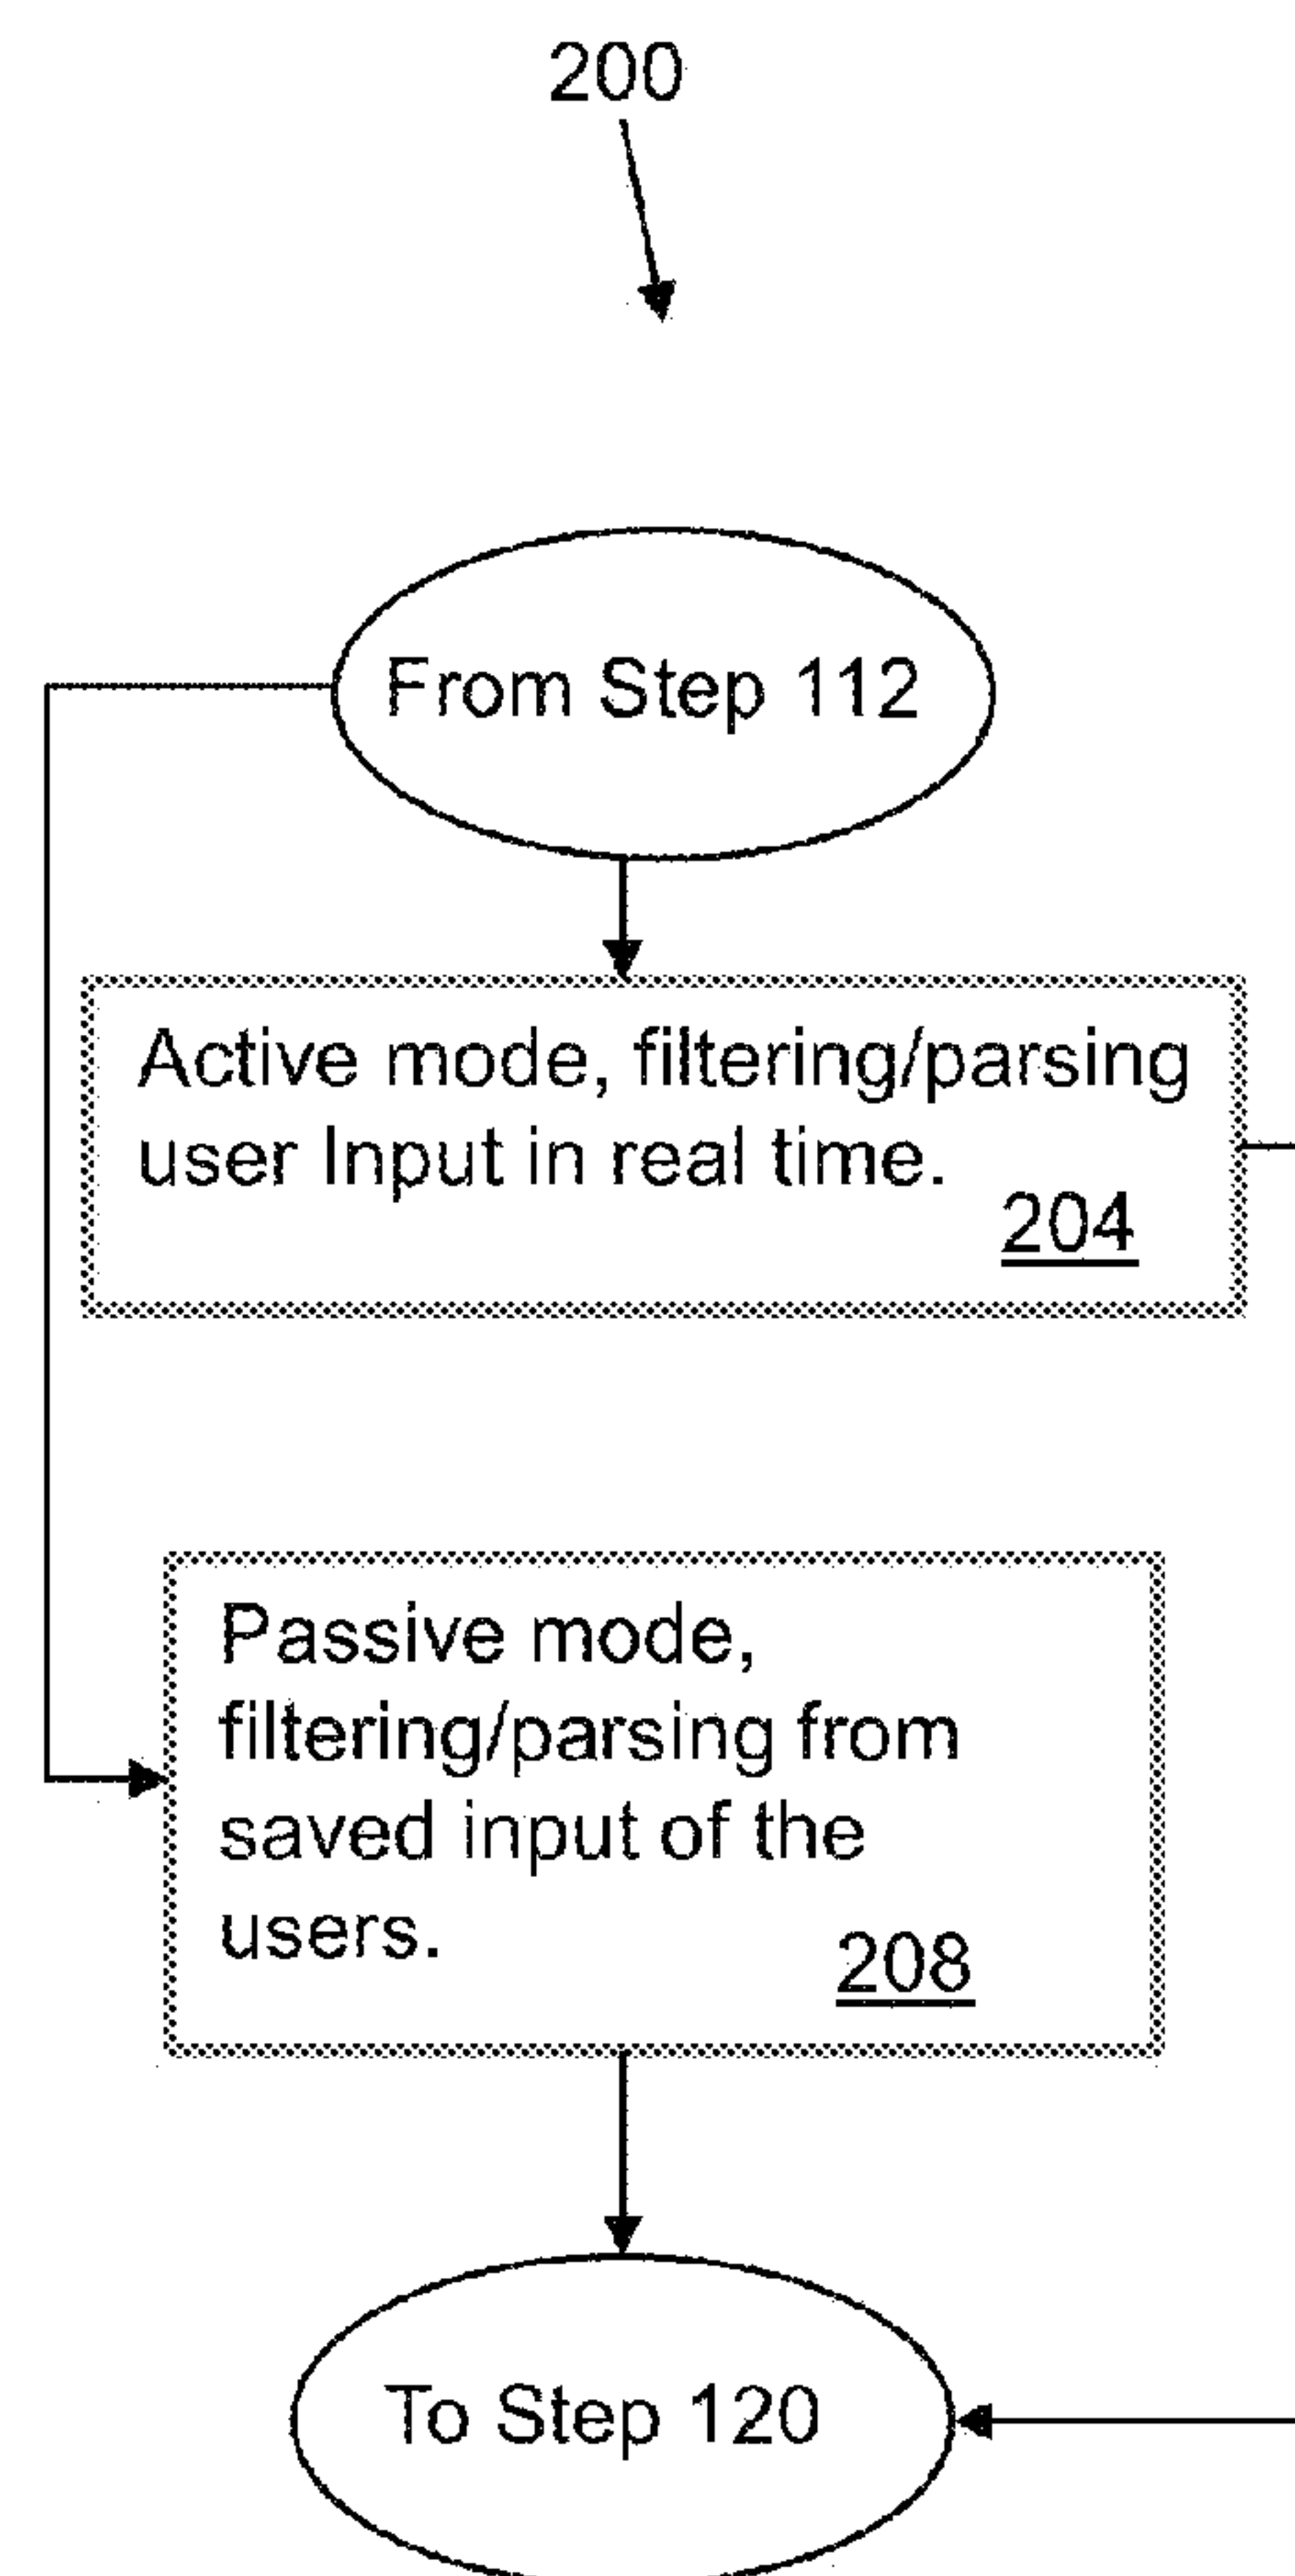 200
From Step 112
Active mode, filtering/parsing
user Input in real time.
204
Passive mode,
filtering/parsing from
saved input of the
users.
208
To Step 120